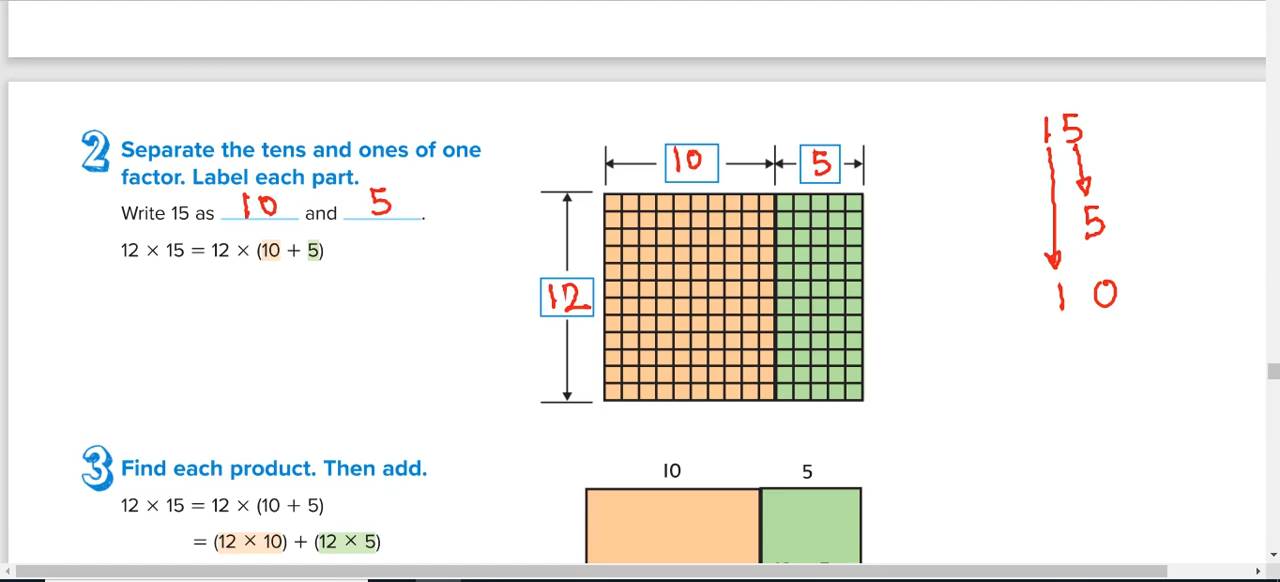 2 Separate the tens and ones of one
factor. Label each part.
Write 15 as 10 and 5.
12 × 15 = 12 × (10 + 5)
10 5
12
15
5
10
3 Find each product. Then add.
12 × 15 = 12 × (10 + 5)
= (12 × 10) + (12 × 5)
10 5